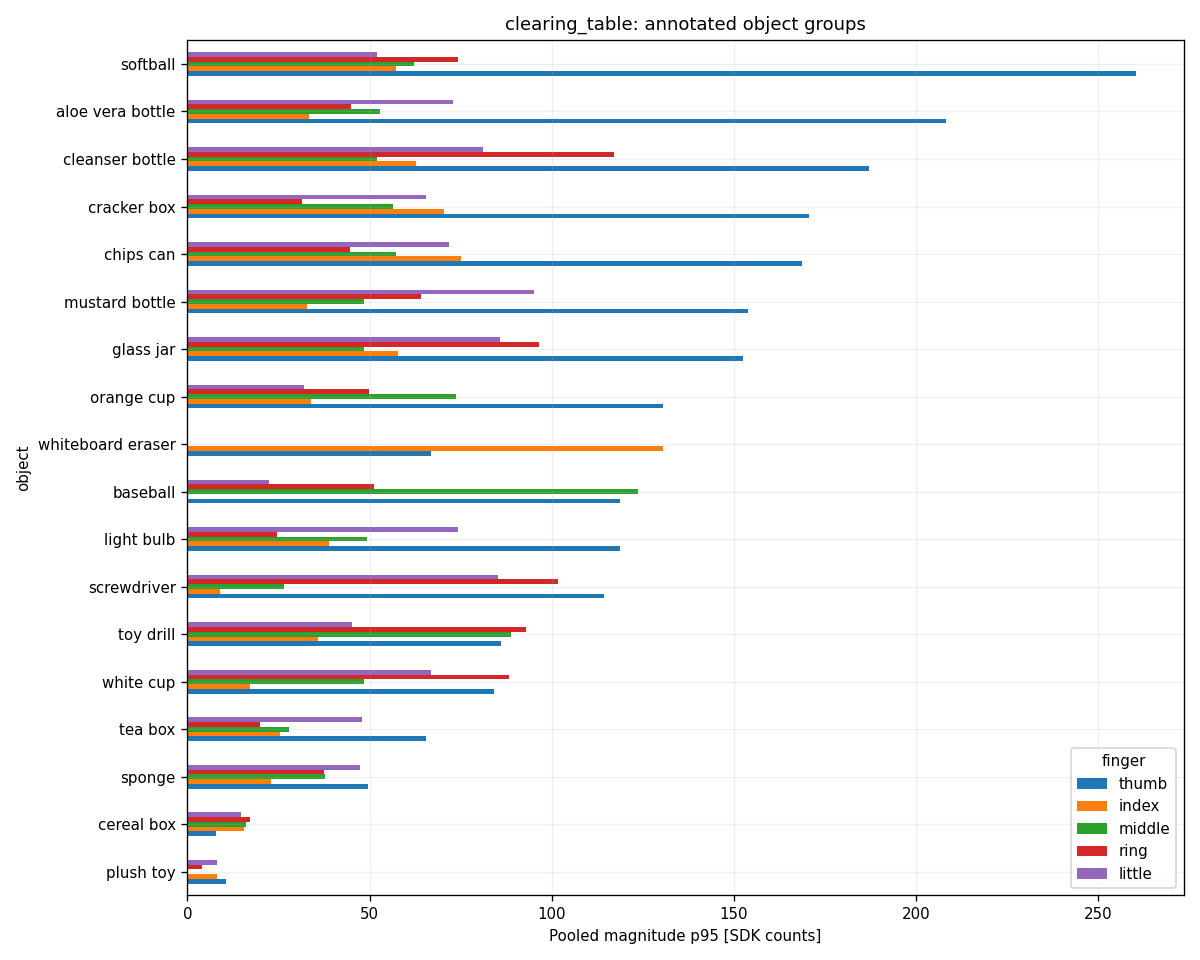 clearing_table: annotated object groups
object
softball
aloe vera bottle
cleanser bottle
cracker box
chips can
mustard bottle
glass jar
orange cup
whiteboard eraser
baseball
light bulb
screwdriver
toy drill
white cup
tea box
sponge
cereal box
plush toy
finger
thumb
index
middle
ring
little
0 50 100 150 200 250
Pooled magnitude p95 [SDK counts]